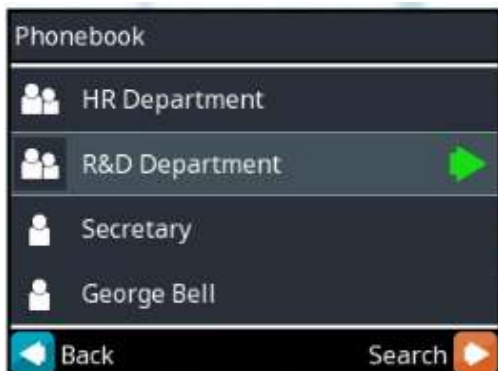 Phonebook
HR Department
R&D Department
Secretary
George Bell
Back Search